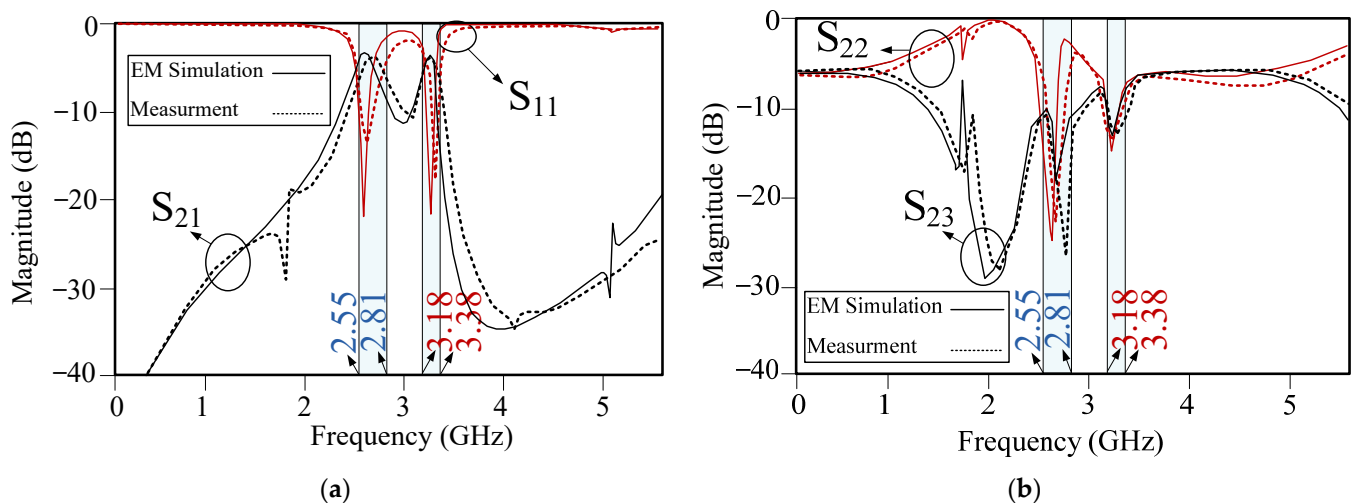 0
−10
−20
−30
−40
Magnitude (dB)
EM Simulation
Measurment
S11
S21
2.55
2.81
3.18
3.38
0 1 2 3 4 5
Frequency (GHz)
(a)
0
−10
−20
−30
−40
Magnitude (dB)
S22
S23
EM Simulation
Measurment
2.55
2.81
3.18
3.38
0 1 2 3 4 5
Frequency (GHz)
(b)